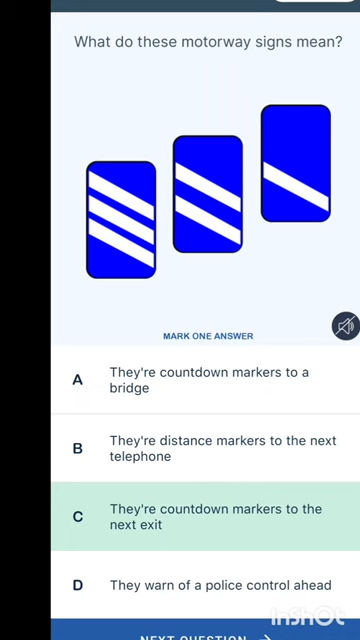 What do these motorway signs mean?
MARK ONE ANSWER
A
They're countdown markers to a
bridge
B
They're distance markers to the next
telephone
C
They're countdown markers to the
next exit
D
They warn of a police control ahead
NEXT QUESTION
InShOt